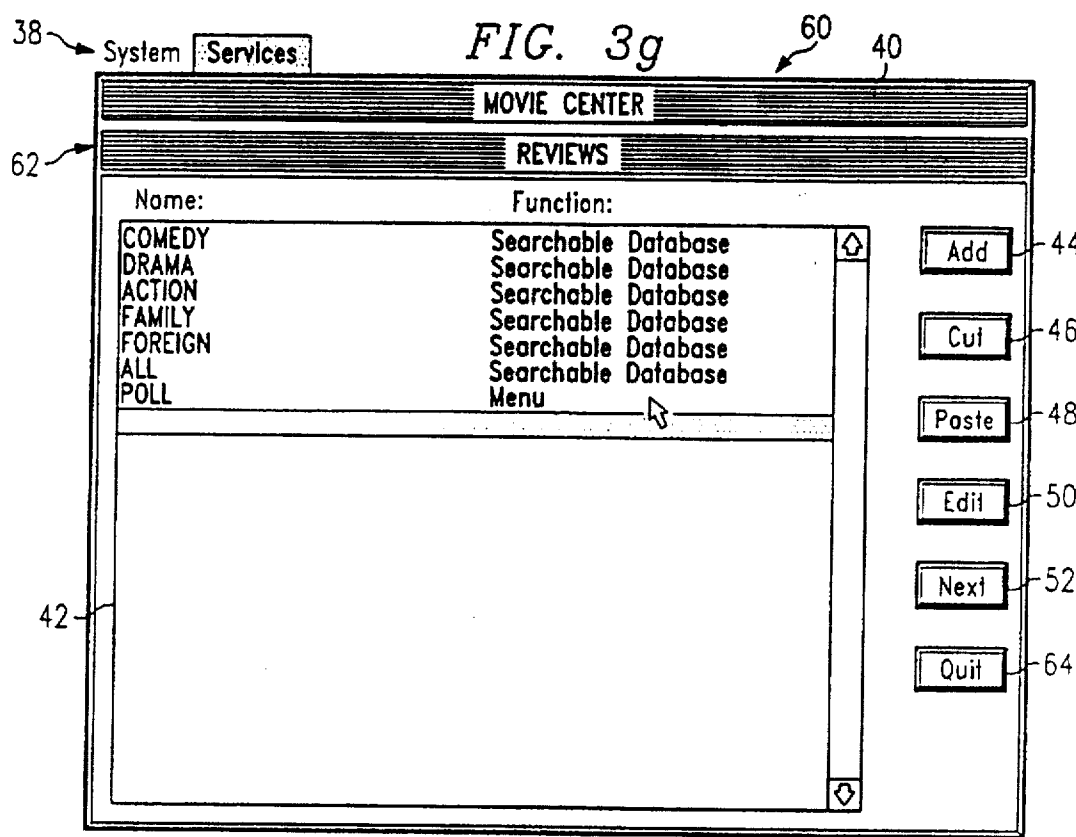 FIG. 3g
38
System Services
60
40
MOVIE CENTER
62
REVIEWS
Name: Function:
COMEDY Searchable Database
DRAMA Searchable Database
ACTION Searchable Database
FAMILY Searchable Database
FOREIGN Searchable Database
ALL Searchable Database
POLL Menu
Add 44
Cut 46
Paste 48
Edit 50
Next 52
42
Quit 64